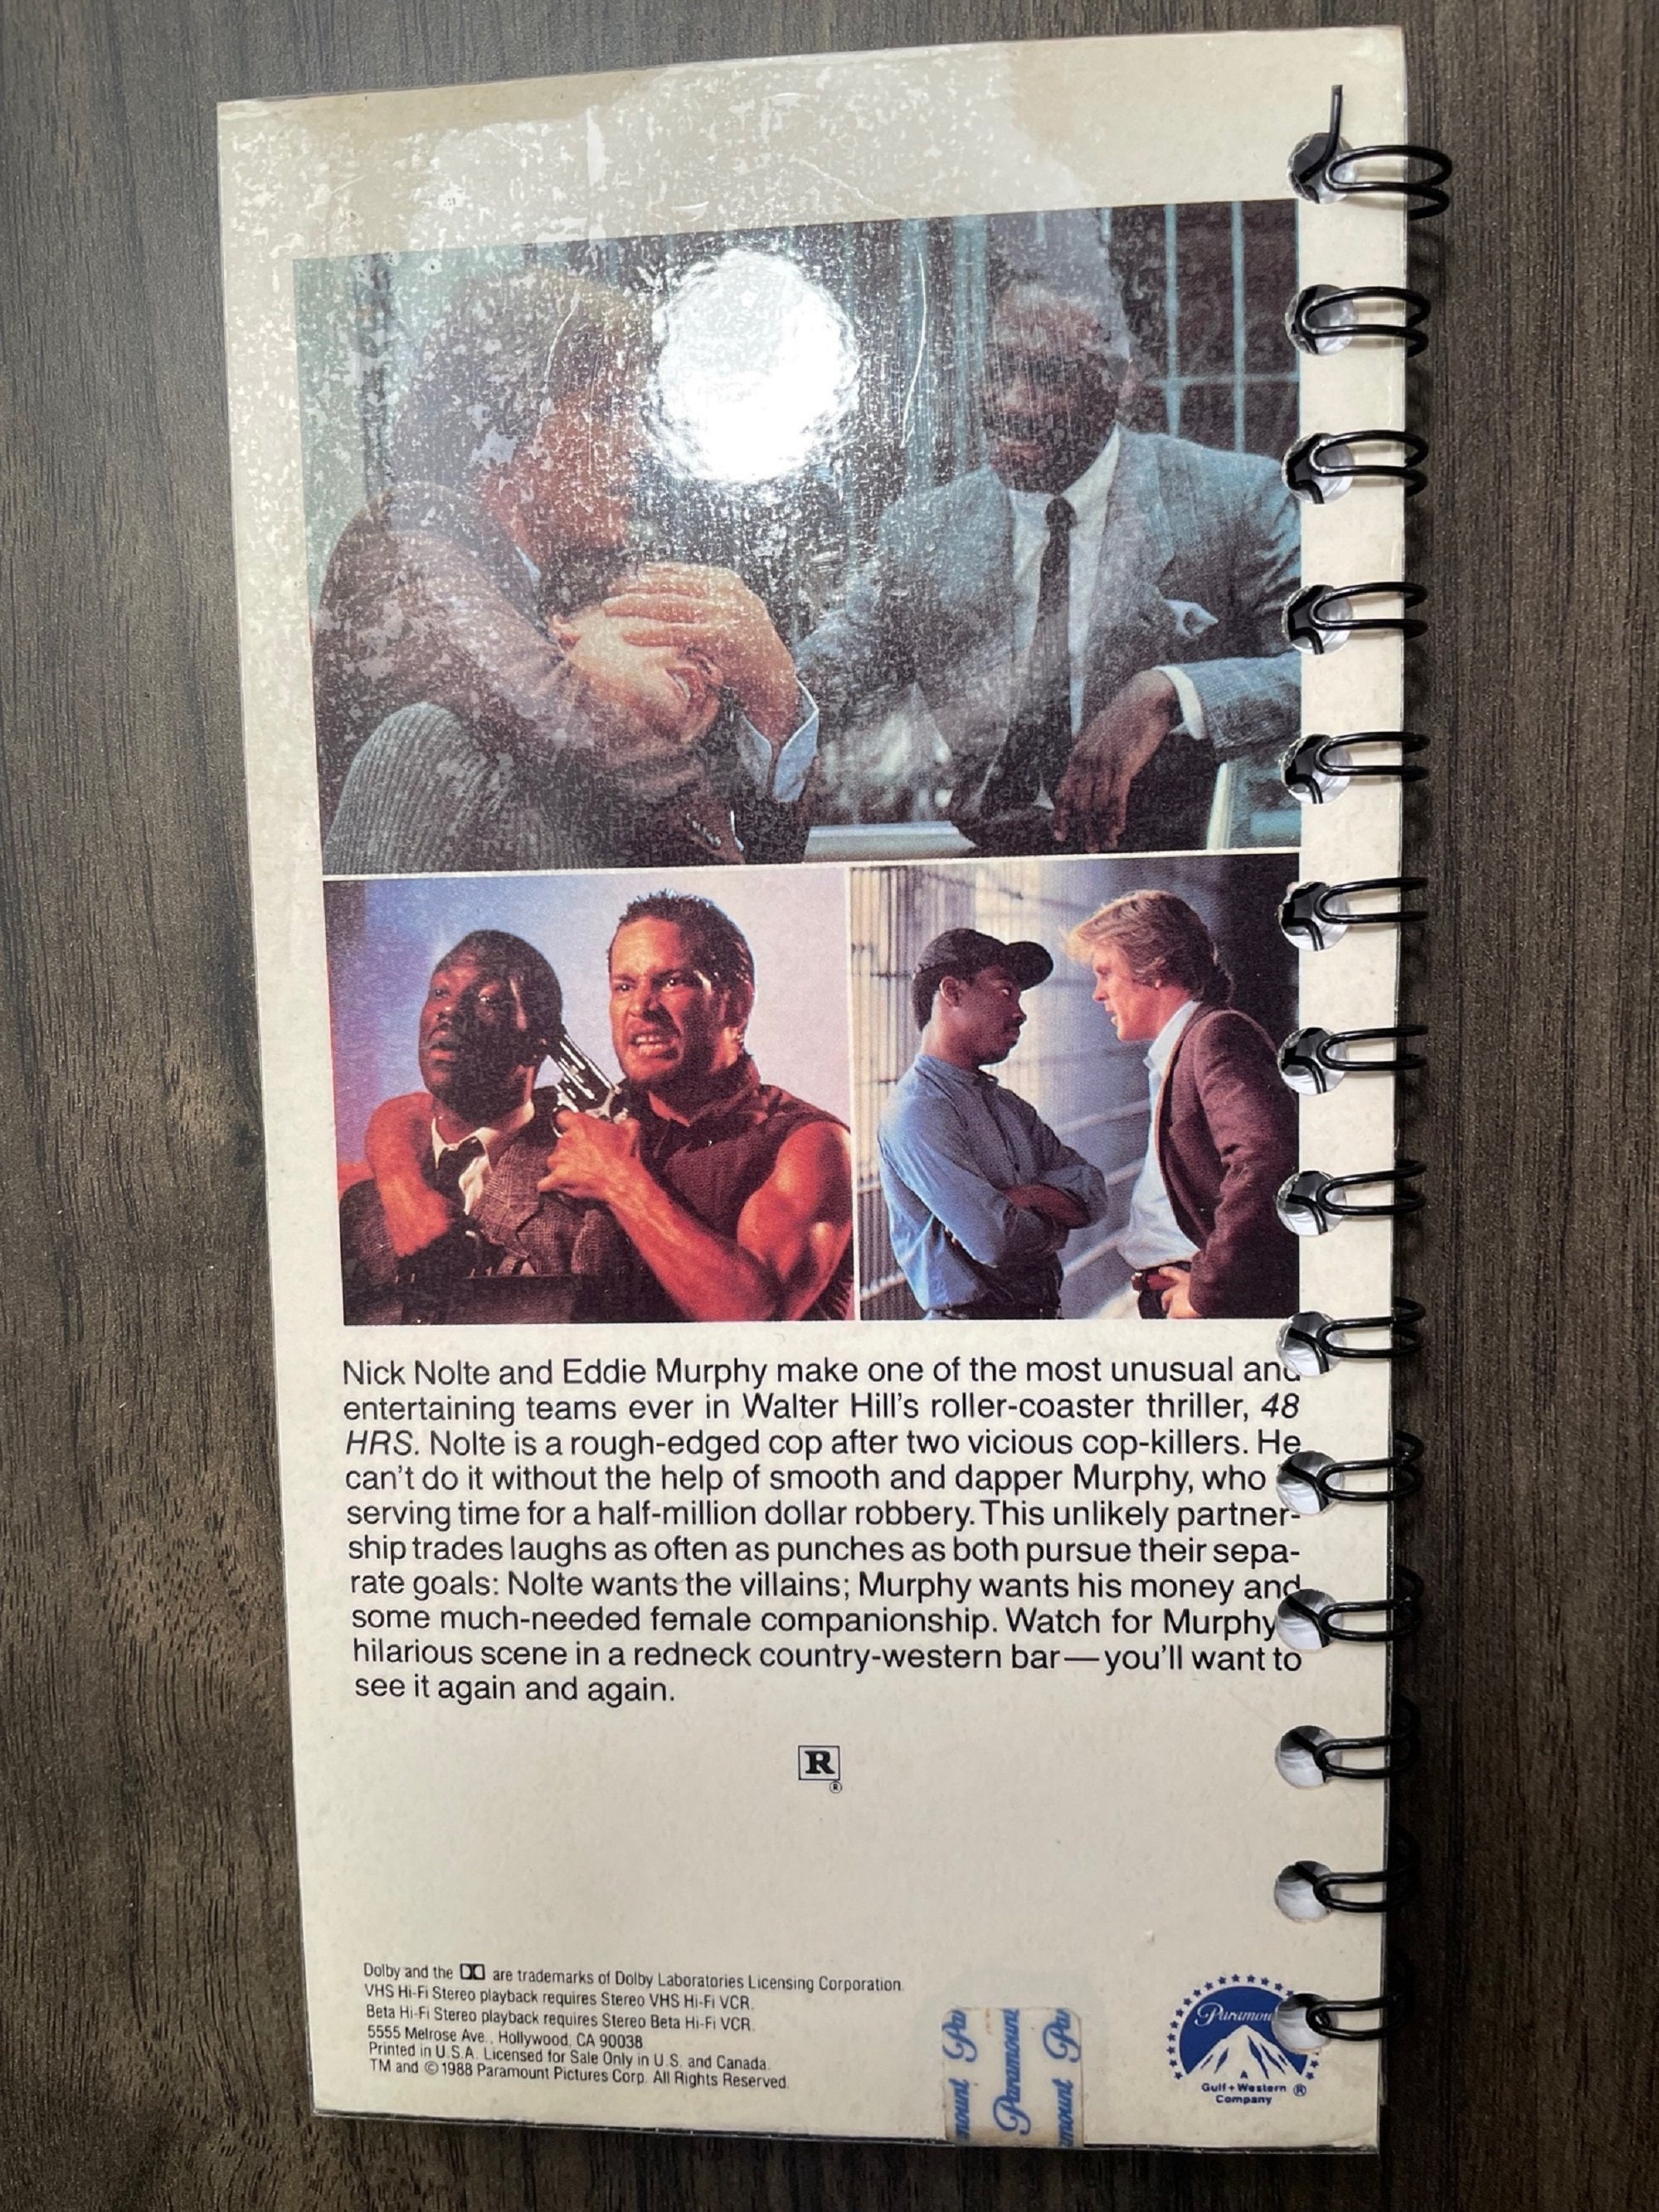 Nick Nolte and Eddie Murphy make one of the most unusual and
entertaining teams ever in Walter Hill's roller-coaster thriller, 48
HRS. Nolte is a rough-edged cop after two vicious cop-killers. He
can't do it without the help of smooth and dapper Murphy, who
serving time for a half-million dollar robbery. This unlikely partner-
ship trades laughs as often as punches as both pursue their sepa-
rate goals: Nolte wants the villains; Murphy wants his money and
some much-needed female companionship. Watch for Murphy
hilarious scene in a redneck country-western bar—you'll want to
see it again and again.
R
®
Dolby and the are trademarks of Dolby Laboratories Licensing Corporation.
VHS Hi-Fi Stereo playback requires Stereo VHS Hi-Fi VCR.
Beta Hi-Fi Stereo playback requires Stereo Beta Hi-Fi VCR.
5555 Melrose Ave., Hollywood, CA 90038
Printed in U.S.A. Licensed for Sale Only in U.S. and Canada.
TM and © 1988 Paramount Pictures Corp. All Rights Reserved.
mount Pa
Paramount
amount Pa
Paramoun
A
Gulf+Western ®
Company